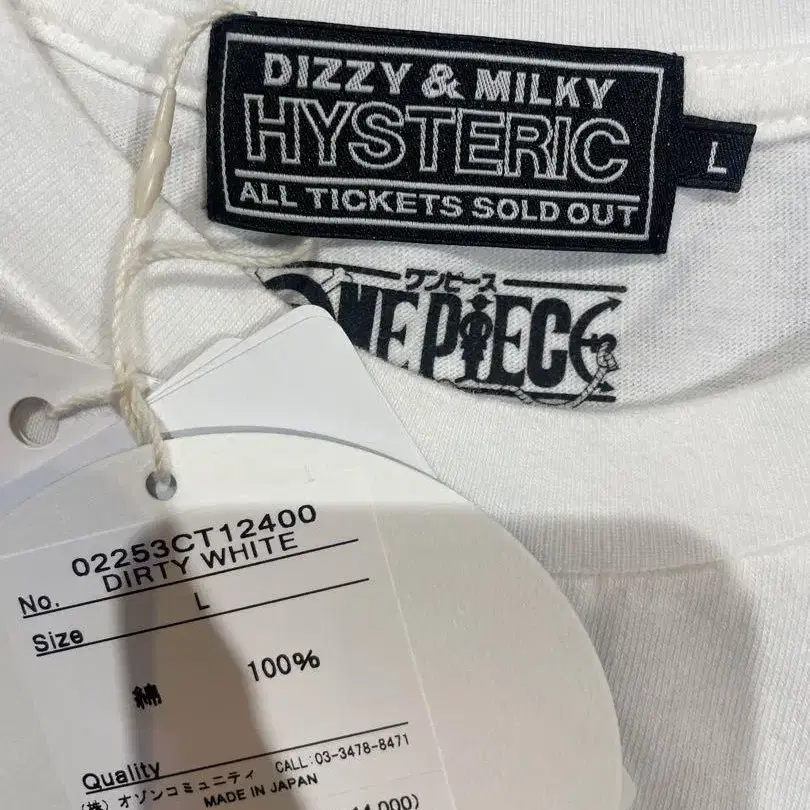 DIZZY & MILKY
HYSTERIC
ALL TICKETS SOLD OUT
L
ワンピース
ONE PIECE
02253CT12400
No. DIRTY WHITE
Size L
綿 100%
Quality
CALL:03-3478-8471
(株) オゾンコミュニティ
MADE IN JAPAN
4,000)